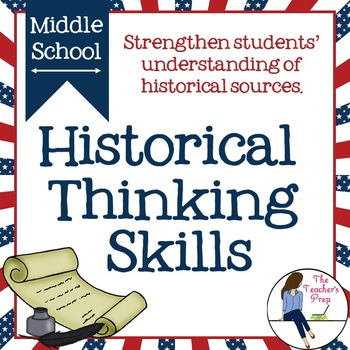 Middle
School
Strengthen students'
understanding of
historical sources.
Historical
Thinking
Skills
The
Teacher's
Prep